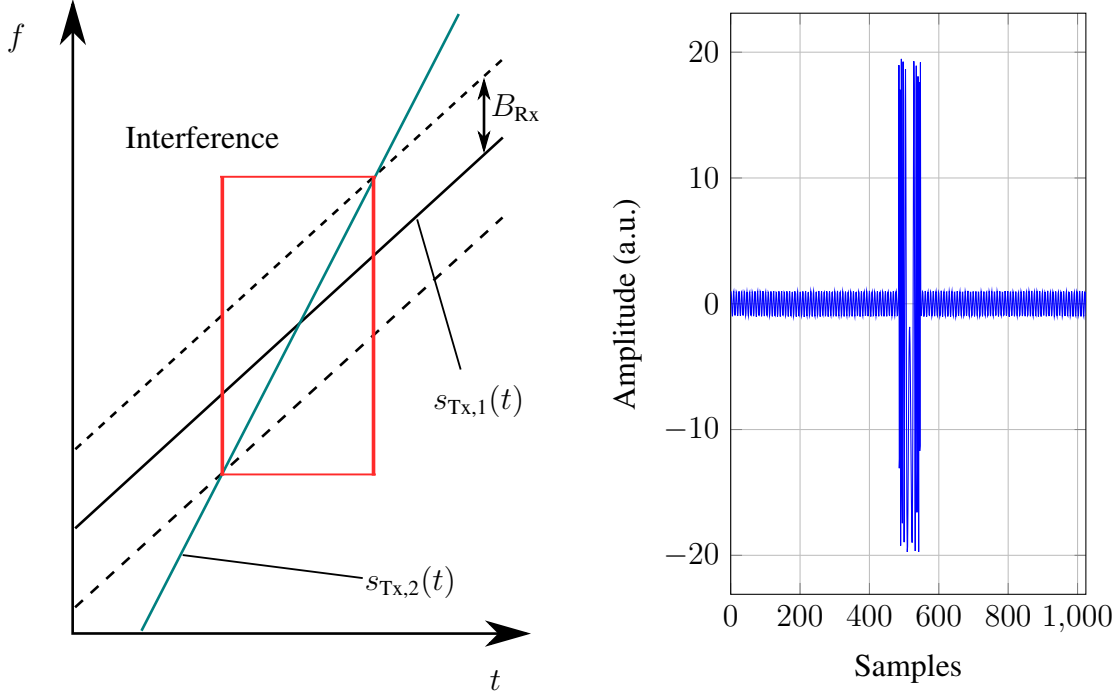 f
Interference
B_Rx
s_Tx,1(t)
s_Tx,2(t)
t
Amplitude (a.u.)
20
10
0
−10
−20
0
200
400
600
800
1,000
Samples